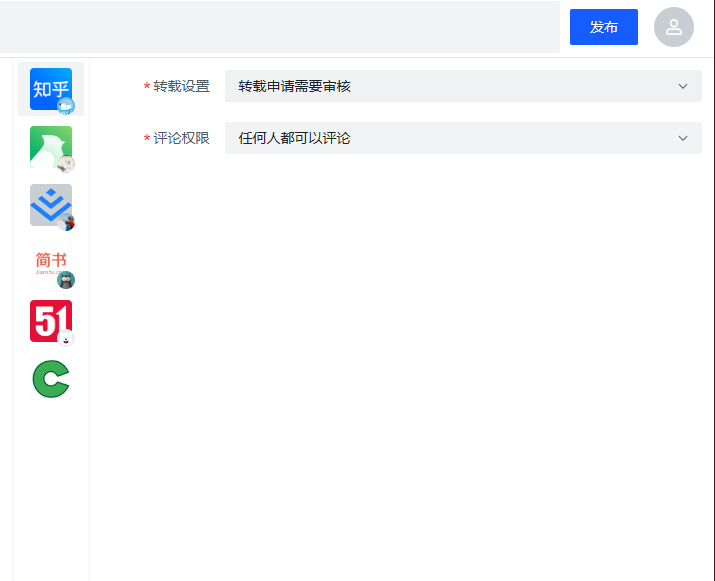 发布
知乎
* 转载设置
转载申请需要审核
* 评论权限
任何人都可以评论
简书
51